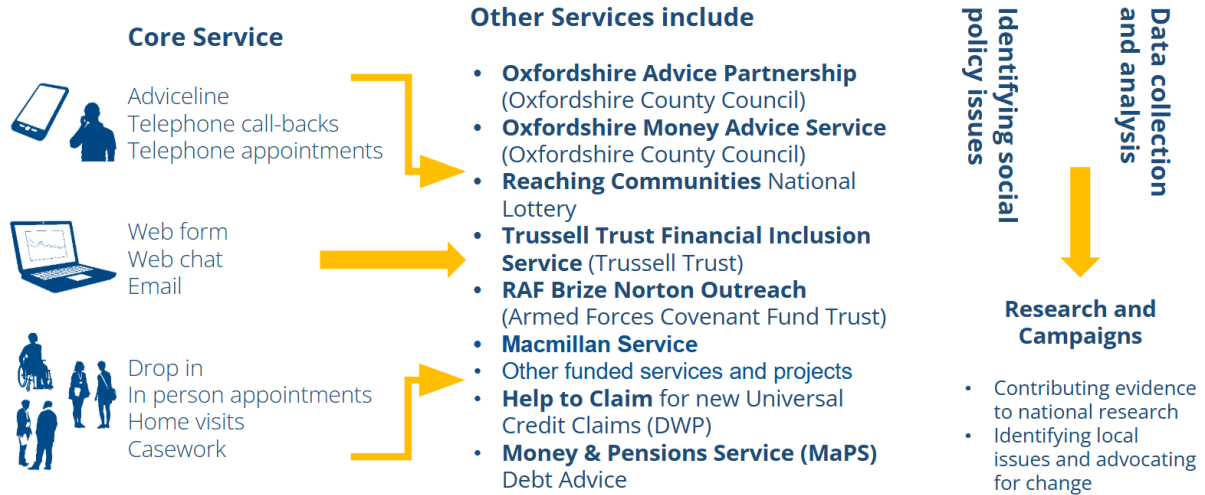 Core Service
Adviceline
Telephone call-backs
Telephone appointments
Web form
Web chat
Email
Drop in
In person appointments
Home visits
Casework
Other Services include
• Oxfordshire Advice Partnership
(Oxfordshire County Council)
• Oxfordshire Money Advice Service
(Oxfordshire County Council)
• Reaching Communities National
Lottery
• Trussell Trust Financial Inclusion
Service (Trussell Trust)
• RAF Brize Norton Outreach
(Armed Forces Covenant Fund Trust)
• Macmillan Service
• Other funded services and projects
• Help to Claim for new Universal
Credit Claims (DWP)
• Money & Pensions Service (MaPS)
Debt Advice
Identifying social
policy issues
Data collection
and analysis
Research and
Campaigns
• Contributing evidence
to national research
• Identifying local
issues and advocating
for change